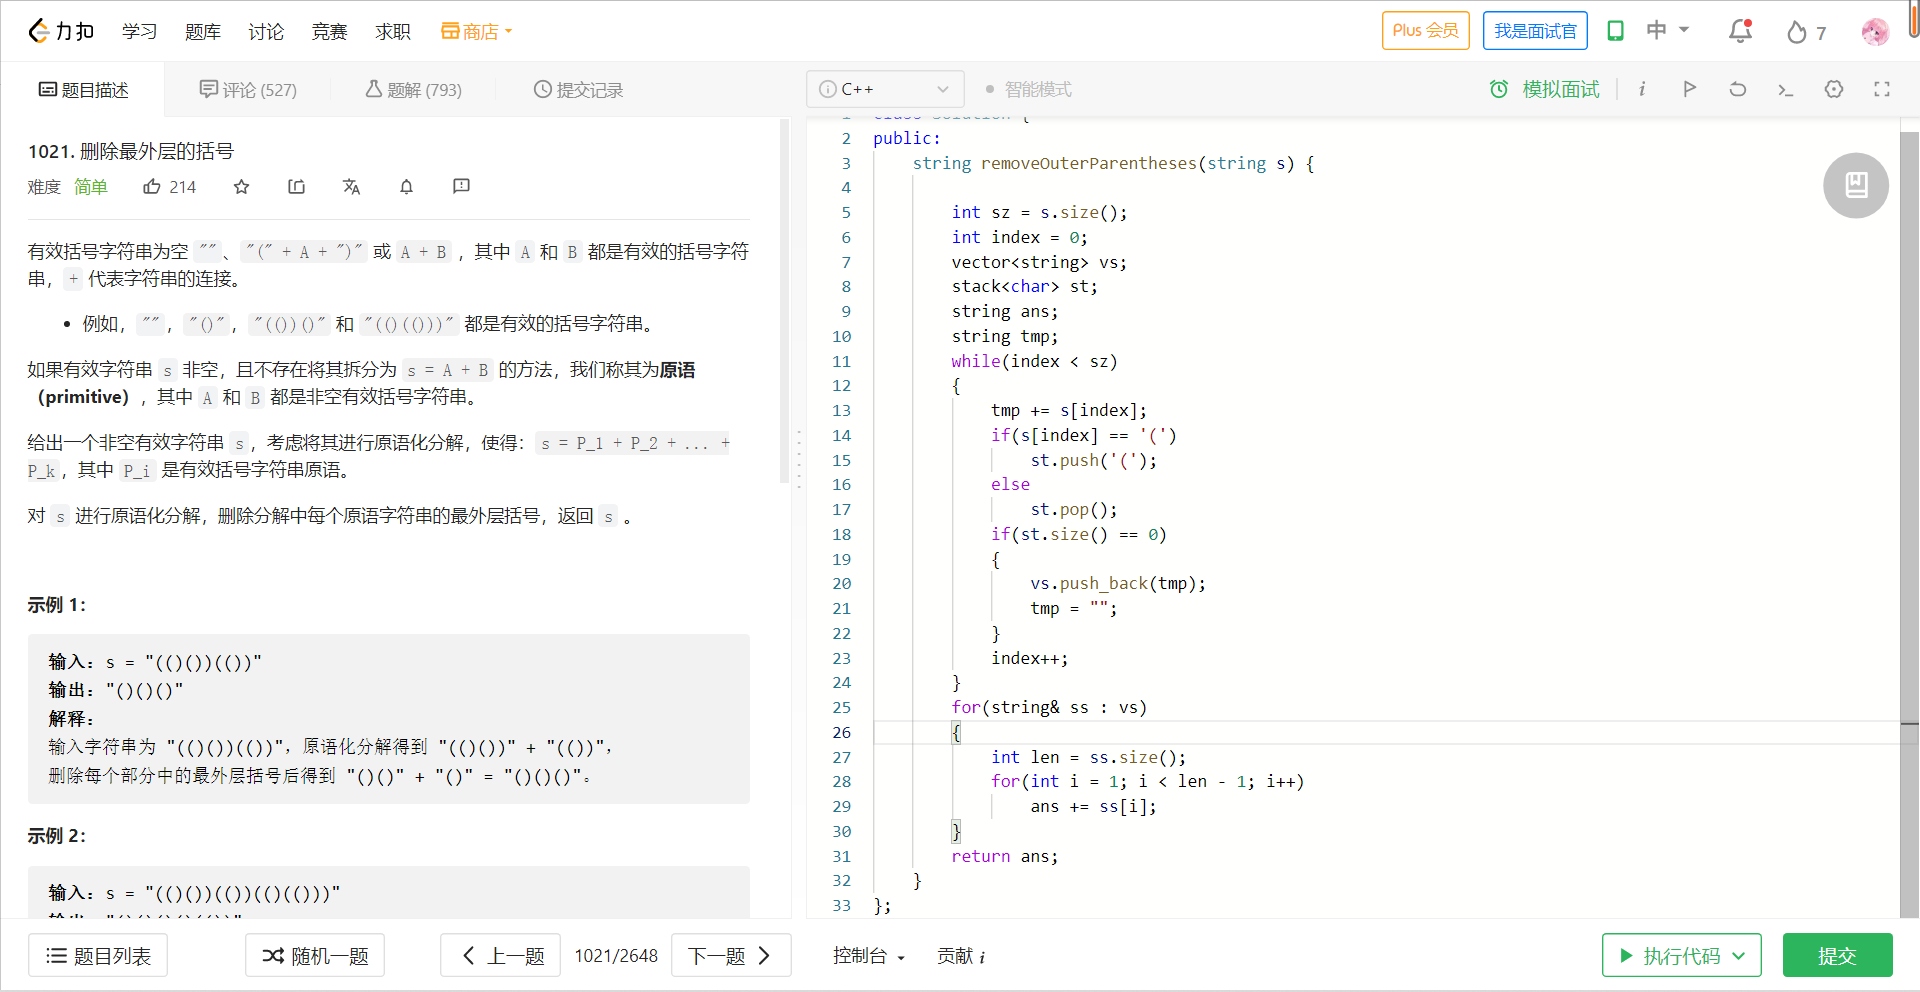 力扣 学习 题库 讨论 竞赛 求职 商店 Plus 会员 我是面试官 中 7
题目描述 评论 (527) 题解 (793) 提交记录 C++ 智能模式 模拟面试
1021. 删除最外层的括号
难度 简单 214
有效括号字符串为空 ""、"(" + A + ")" 或 A + B ，其中 A 和 B 都是有效的括号字符
串，+ 代表字符串的连接。
• 例如，""，"()"，"(())()" 和 "(()(()))" 都是有效的括号字符串。
如果有效字符串 s 非空，且不存在将其拆分为 s = A + B 的方法，我们称其为原语
（primitive），其中 A 和 B 都是非空有效括号字符串。
给出一个非空有效字符串 s，考虑将其进行原语化分解，使得：s = P_1 + P_2 + ... +
P_k，其中 P_i 是有效括号字符串原语。
对 s 进行原语化分解，删除分解中每个原语字符串的最外层括号，返回 s 。
示例 1：
输入：s = "(()())(())"
输出："()()()"
解释：
输入字符串为 "(()())(())"，原语化分解得到 "(()())" + "(())"，
删除每个部分中的最外层括号后得到 "()()" + "()" = "()()()"。
示例 2：
输入：s = "(()())(())(()(()))"
输出："()()()()(())"
1 class Solution {
2 public:
3 string removeOuterParentheses(string s) {
4
5 int sz = s.size();
6 int index = 0;
7 vector<string> vs;
8 stack<char> st;
9 string ans;
10 string tmp;
11 while(index < sz)
12 {
13 tmp += s[index];
14 if(s[index] == '(')
15 st.push('(');
16 else
17 st.pop();
18 if(st.size() == 0)
19 {
20 vs.push_back(tmp);
21 tmp = "";
22 }
23 index++;
24 }
25 for(string& ss : vs)
26 {
27 int len = ss.size();
28 for(int i = 1; i < len - 1; i++)
29 ans += ss[i];
30 }
31 return ans;
32 }
33 };
题目列表 随机一题 上一题 1021/2648 下一题 控制台 贡献 i 执行代码 提交